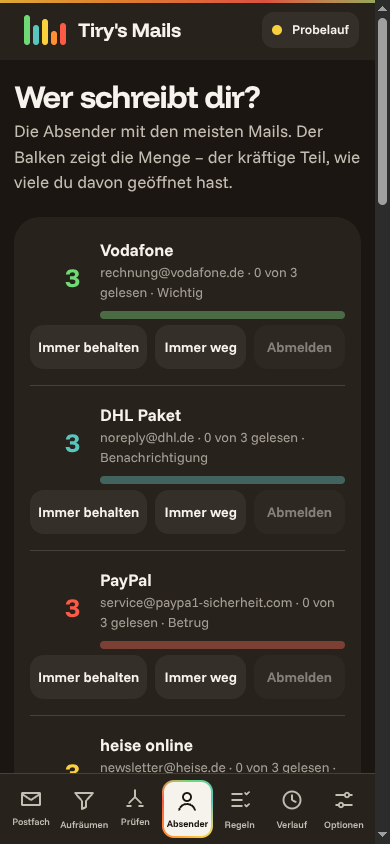 Tiry's Mails
Probelauf
Wer schreibt dir?
Die Absender mit den meisten Mails. Der
Balken zeigt die Menge – der kräftige Teil, wie
viele du davon geöffnet hast.
Vodafone
3
rechnung@vodafone.de · 0 von 3
gelesen · Wichtig
Immer behalten
Immer weg
Abmelden
DHL Paket
3
noreply@dhl.de · 0 von 3 gelesen ·
Benachrichtigung
Immer behalten
Immer weg
Abmelden
PayPal
3
service@paypa1-sicherheit.com · 0 von
3 gelesen · Betrug
Immer behalten
Immer weg
Abmelden
heise online
3
newsletter@heise.de · 0 von 3 gelesen ·
Postfach
Aufräumen
Prüfen
Absender
Regeln
Verlauf
Optionen